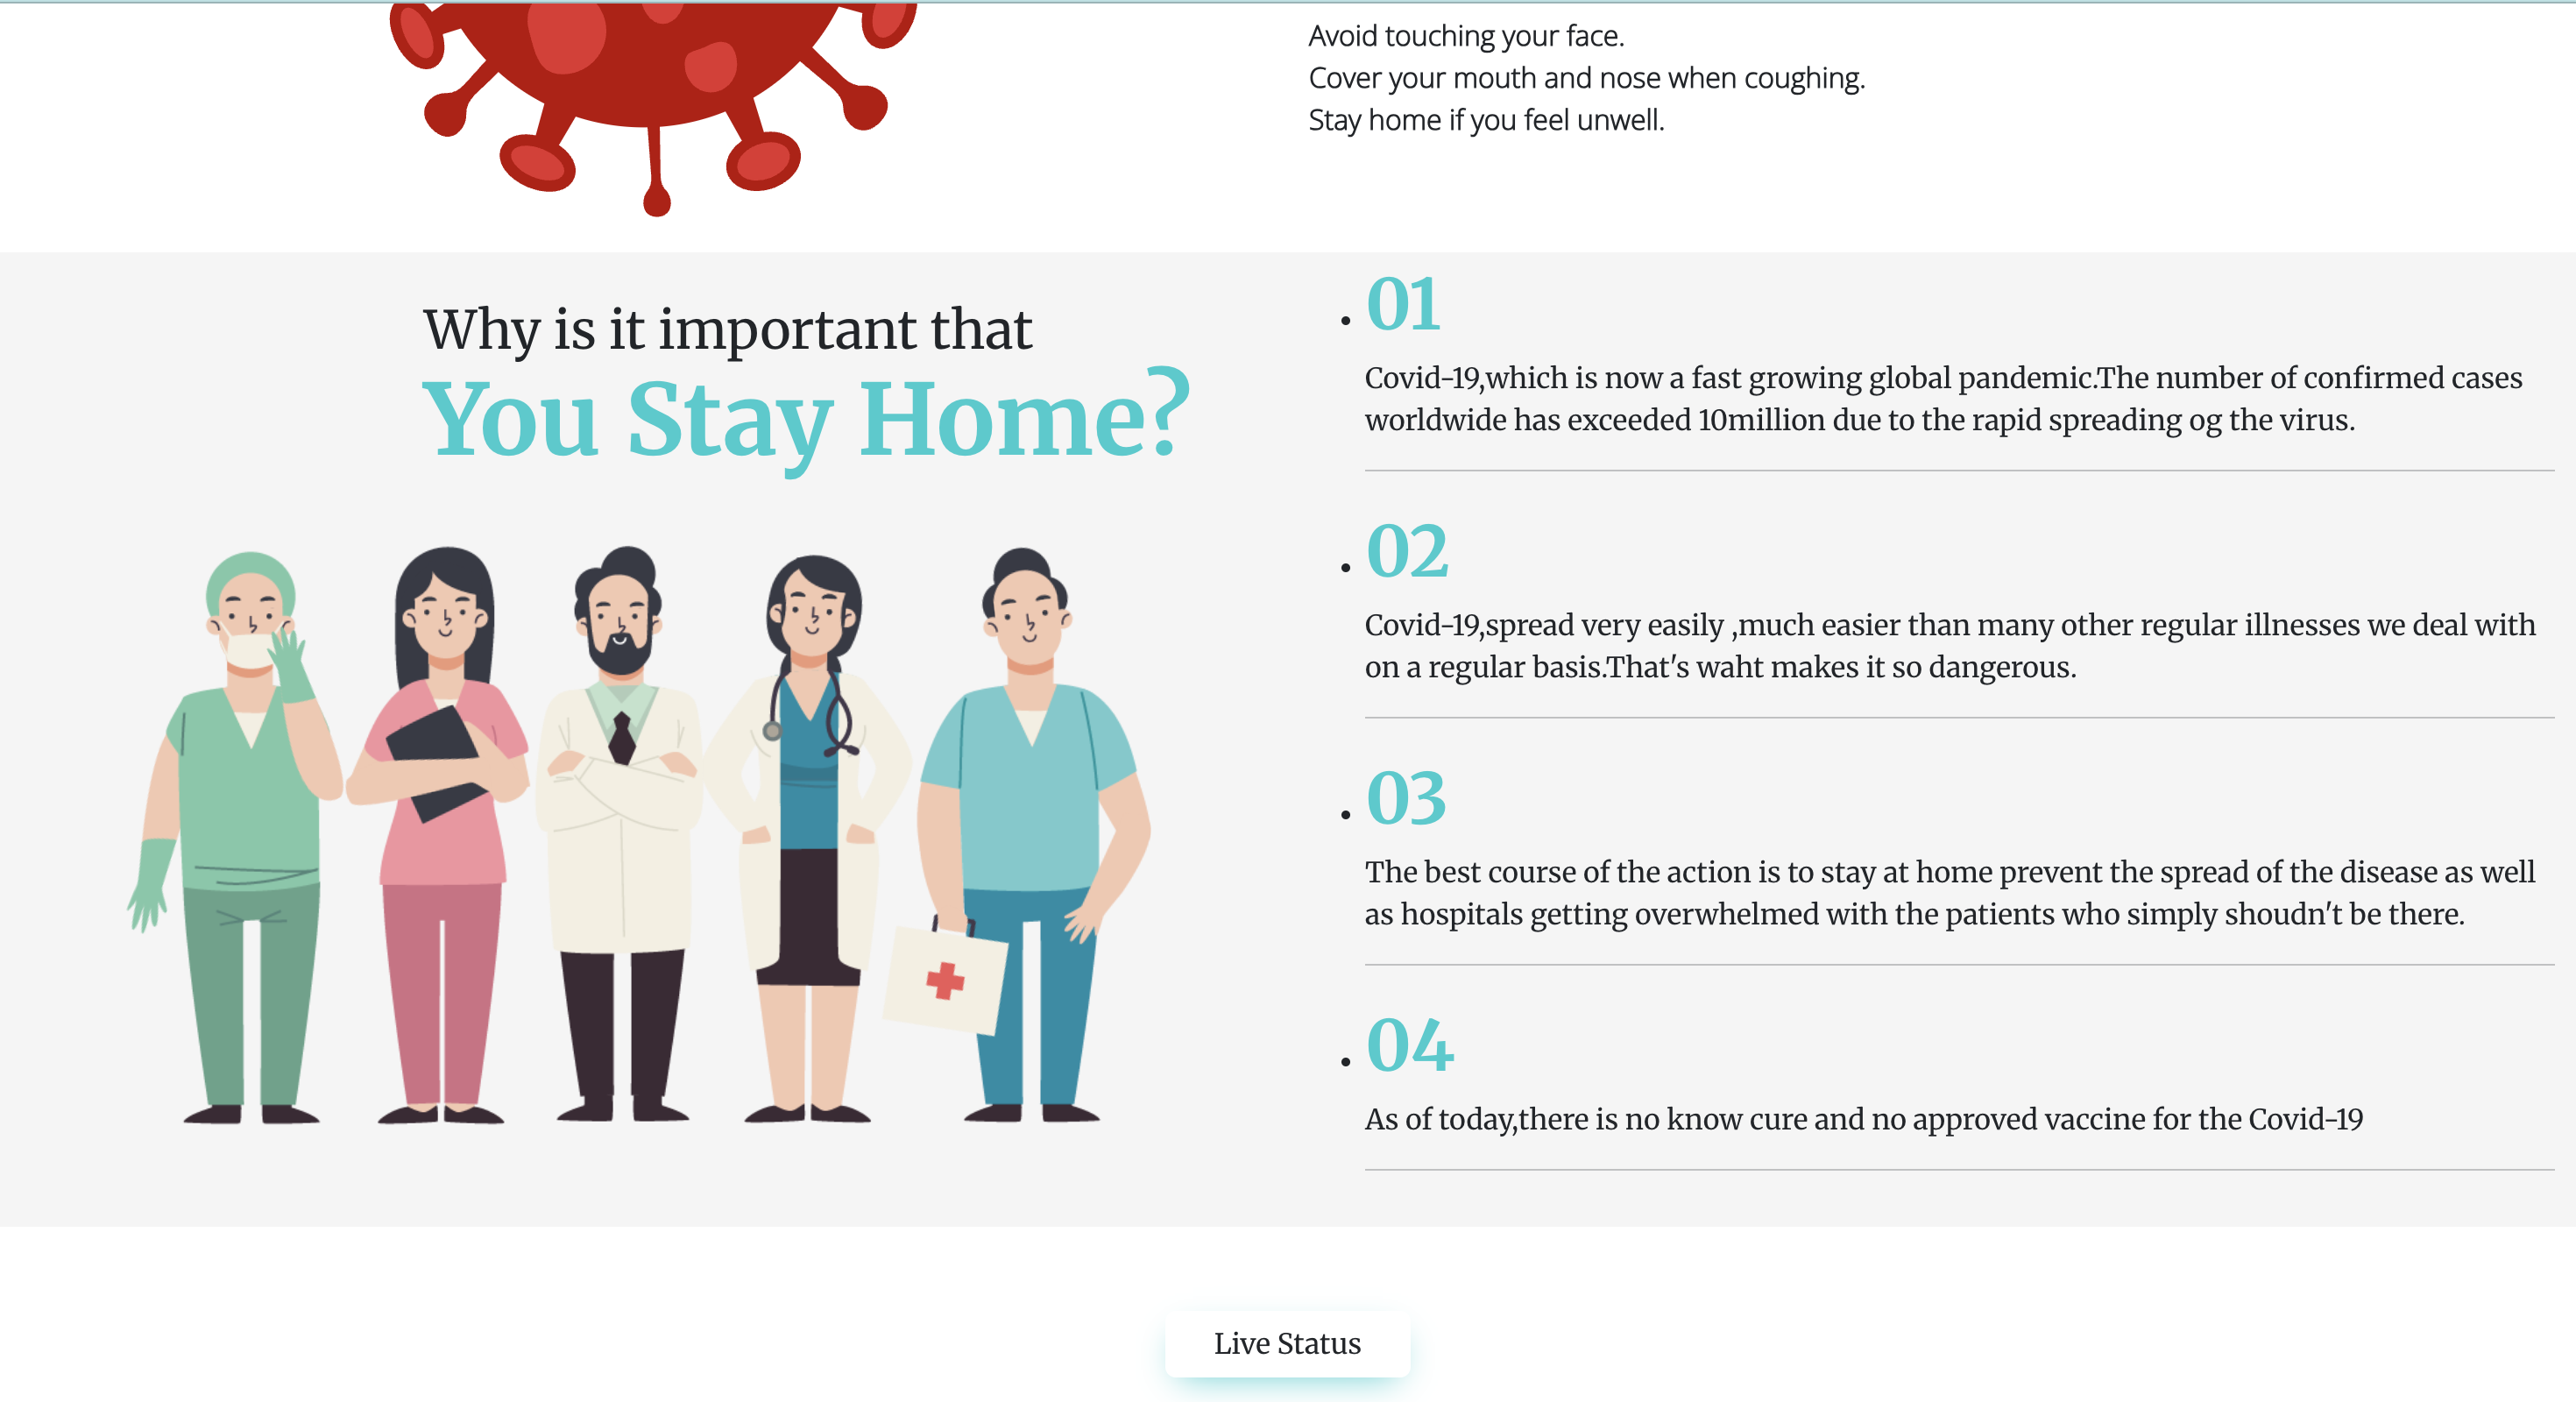 Avoid touching your face.
Cover your mouth and nose when coughing.
Stay home if you feel unwell.
Why is it important that
You Stay Home?
01
Covid-19,which is now a fast growing global pandemic.The number of confirmed cases
worldwide has exceeded 10million due to the rapid spreading og the virus.
02
Covid-19,spread very easily ,much easier than many other regular illnesses we deal with
on a regular basis.That's waht makes it so dangerous.
03
The best course of the action is to stay at home prevent the spread of the disease as well
as hospitals getting overwhelmed with the patients who simply shoudn't be there.
04
As of today,there is no know cure and no approved vaccine for the Covid-19
Live Status